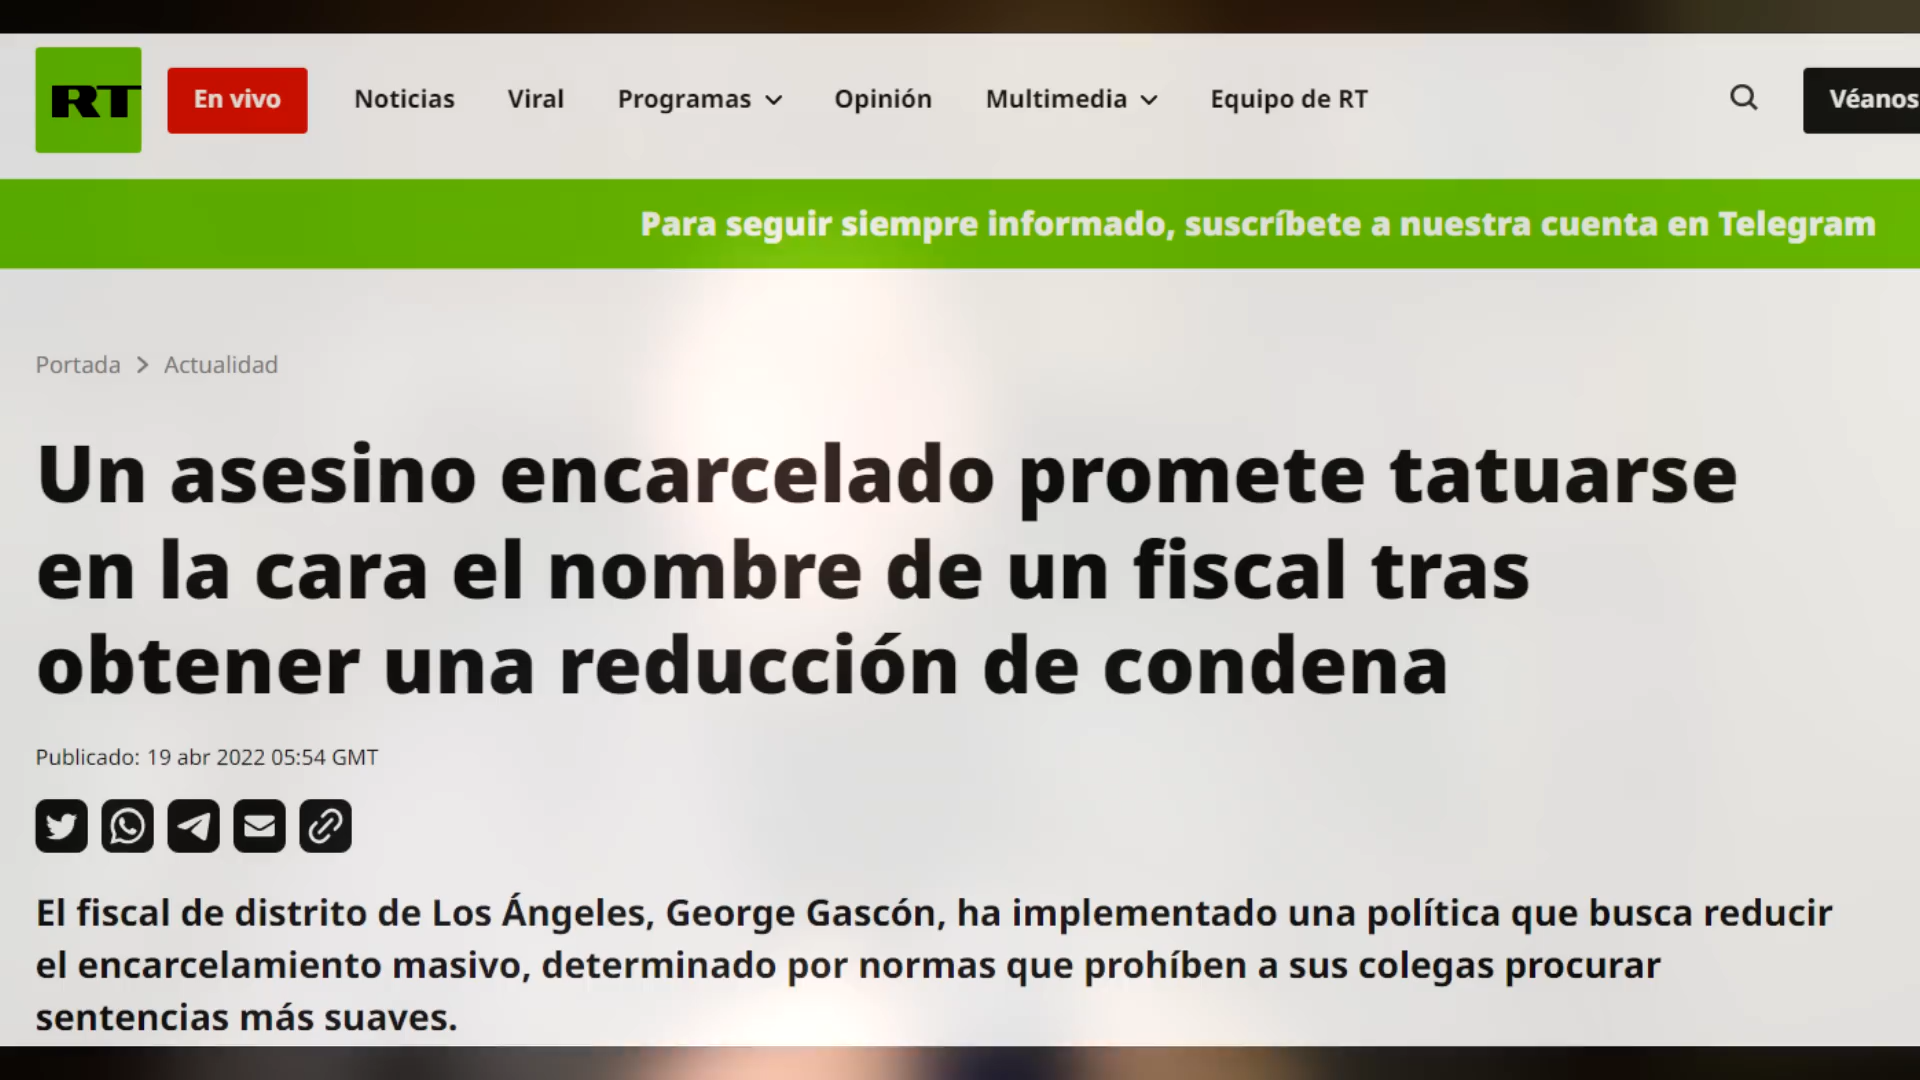 RT
En vivo
Noticias
Viral
Programas
Opinión
Multimedia
Equipo de RT
Véanos
Para seguir siempre informado, suscríbete a nuestra cuenta en Telegram
Portada > Actualidad
Un asesino encarcelado promete tatuarse
en la cara el nombre de un fiscal tras
obtener una reducción de condena
Publicado: 19 abr 2022 05:54 GMT
El fiscal de distrito de Los Ángeles, George Gascón, ha implementado una política que busca reducir
el encarcelamiento masivo, determinado por normas que prohíben a sus colegas procurar
sentencias más suaves.